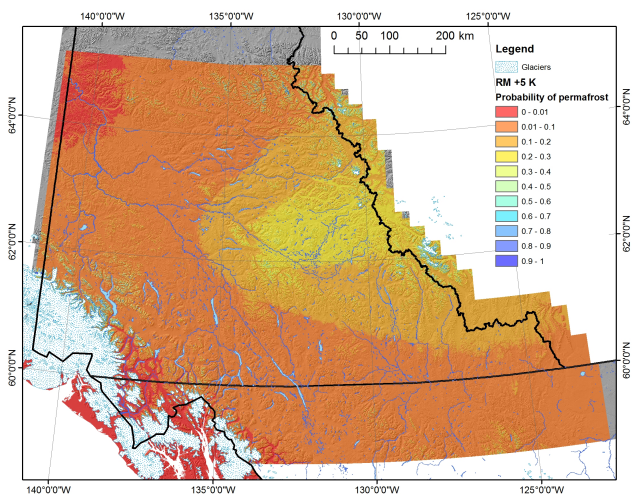 140°0'0"W 135°0'0"W 130°0'0"W 125°0'0"W
0 50 100 200 km
Legend
Glaciers
RM +5 K
Probability of permafrost
0 - 0.01
0.01 - 0.1
0.1 - 0.2
0.2 - 0.3
0.3 - 0.4
0.4 - 0.5
0.5 - 0.6
0.6 - 0.7
0.7 - 0.8
0.8 - 0.9
0.9 - 1
64°0'0"N 64°0'0"N
62°0'0"N 62°0'0"N
60°0'0"N 60°0'0"N
140°0'0"W 135°0'0"W 130°0'0"W 125°0'0"W